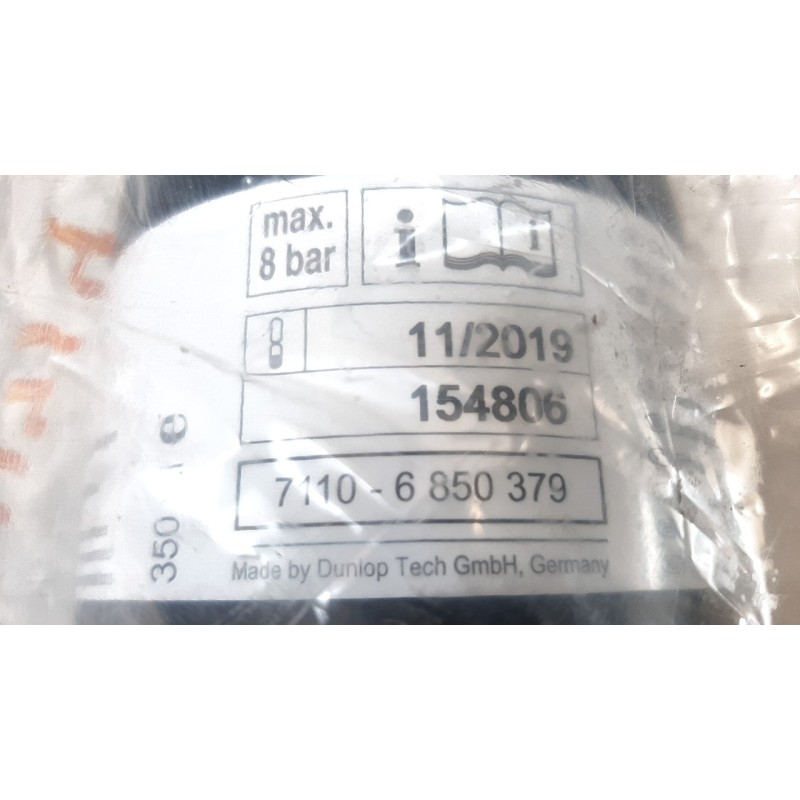 max.
8 bar
i
i
11/2019
154806
7110 - 6 850 379
Made by Dunlop Tech GmbH, Germany
350
e